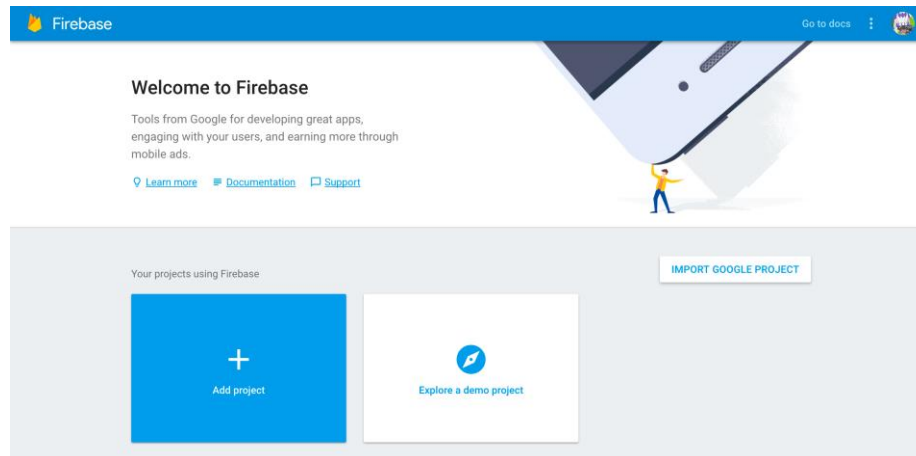 Firebase
Go to docs
Welcome to Firebase
Tools from Google for developing great apps,
engaging with your users, and earning more through
mobile ads.
Learn more Documentation Support
Your projects using Firebase
IMPORT GOOGLE PROJECT
Add project
Explore a demo project